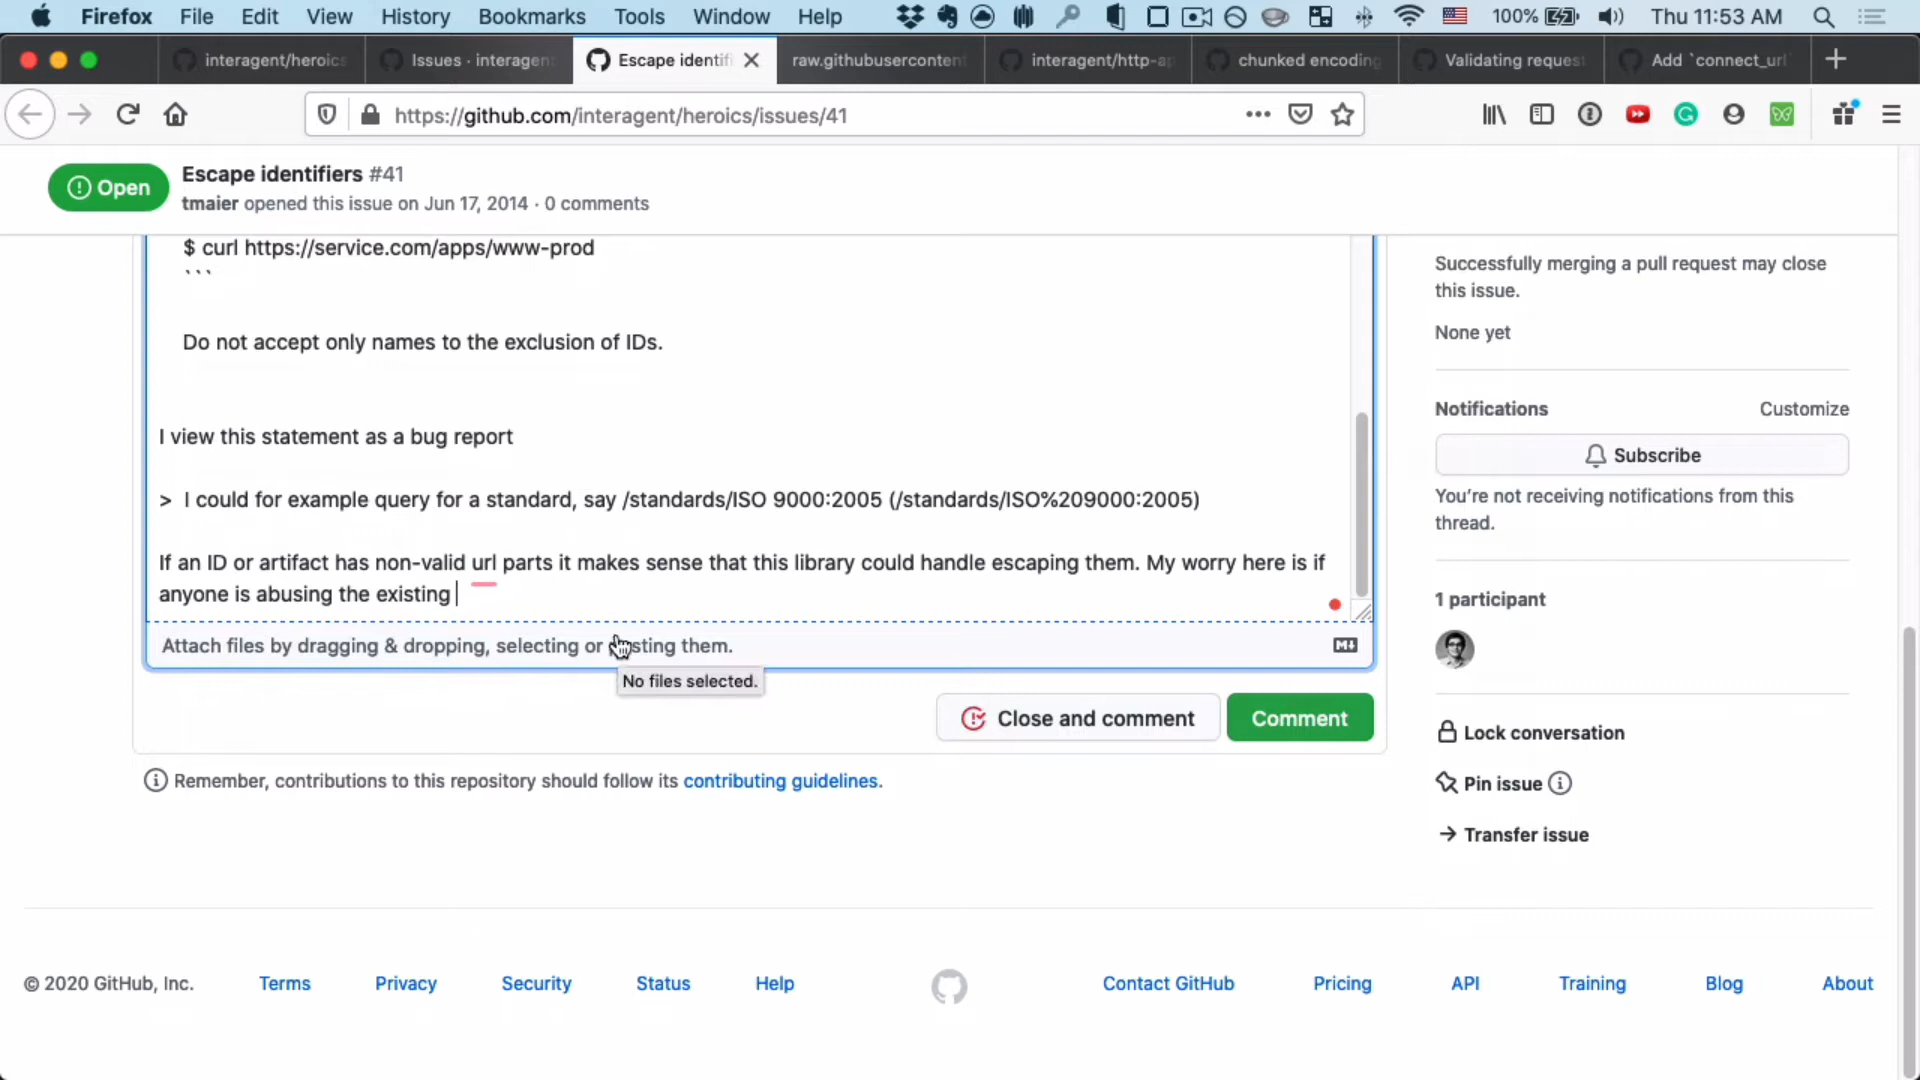 Firefox File Edit View History Bookmarks Tools Window Help 100% Thu 11:53 AM
interagent/heroics Issues · interagen Escape identifi raw.githubusercontent interagent/http-ap chunked encoding Validating reques Add `connect_url
https://github.com/interagent/heroics/issues/41
Open
Escape identifiers #41
tmaier opened this issue on Jun 17, 2014 · 0 comments
$ curl https://service.com/apps/www-prod
```
Do not accept only names to the exclusion of IDs.
I view this statement as a bug report
> I could for example query for a standard, say /standards/ISO 9000:2005 (/standards/ISO%209000:2005)
If an ID or artifact has non-valid url parts it makes sense that this library could handle escaping them. My worry here is if
anyone is abusing the existing
Attach files by dragging & dropping, selecting or pasting them.
No files selected.
Close and comment
Comment
Remember, contributions to this repository should follow its contributing guidelines.
Successfully merging a pull request may close
this issue.
None yet
Notifications Customize
Subscribe
You're not receiving notifications from this
thread.
1 participant
Lock conversation
Pin issue
Transfer issue
© 2020 GitHub, Inc. Terms Privacy Security Status Help Contact GitHub Pricing API Training Blog About